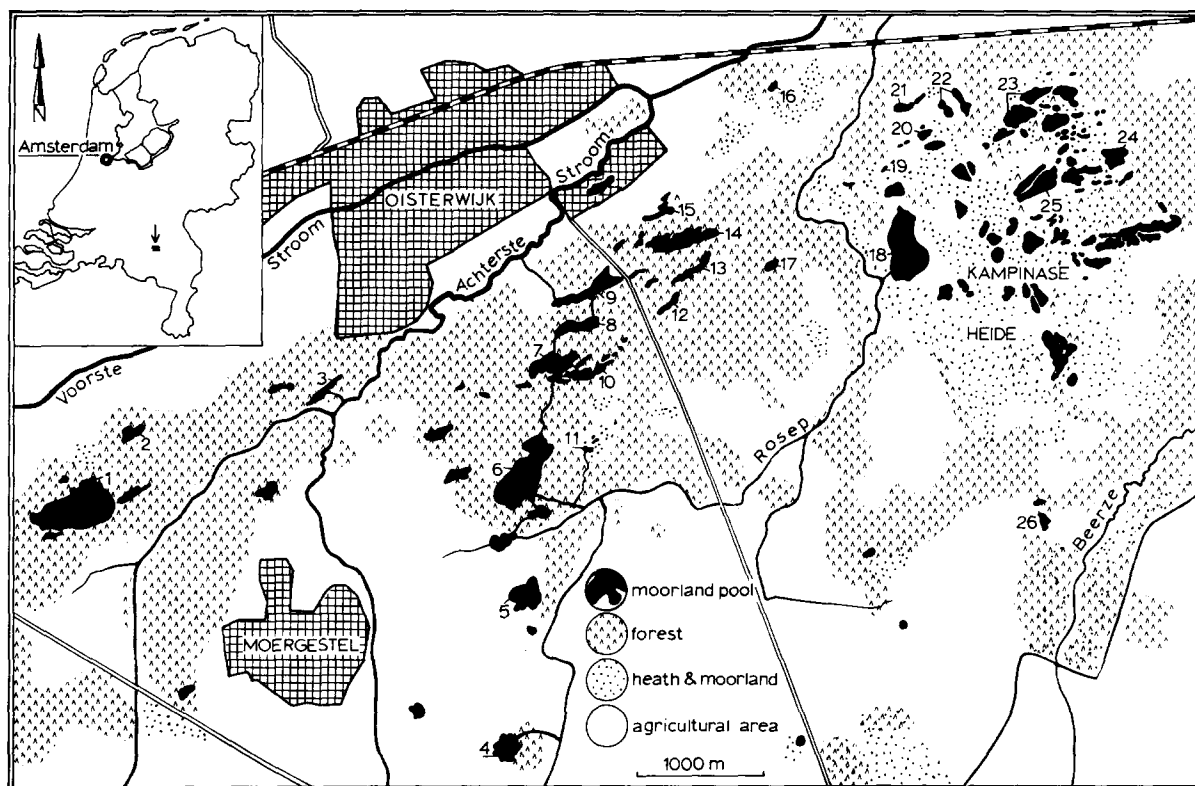 N
Amsterdam
OISTERWIJK
Stroom
Stroom
Achterste
Voorste
Rosep
Beerze
KAMPINASE
HEIDE
MOERGESTEL
1
2
3
4
5
6
7
8
9
10
11
12
13
14
15
16
17
18
19
20
21
22
23
24
25
26
moorland pool
forest
heath & moorland
agricultural area
1000 m